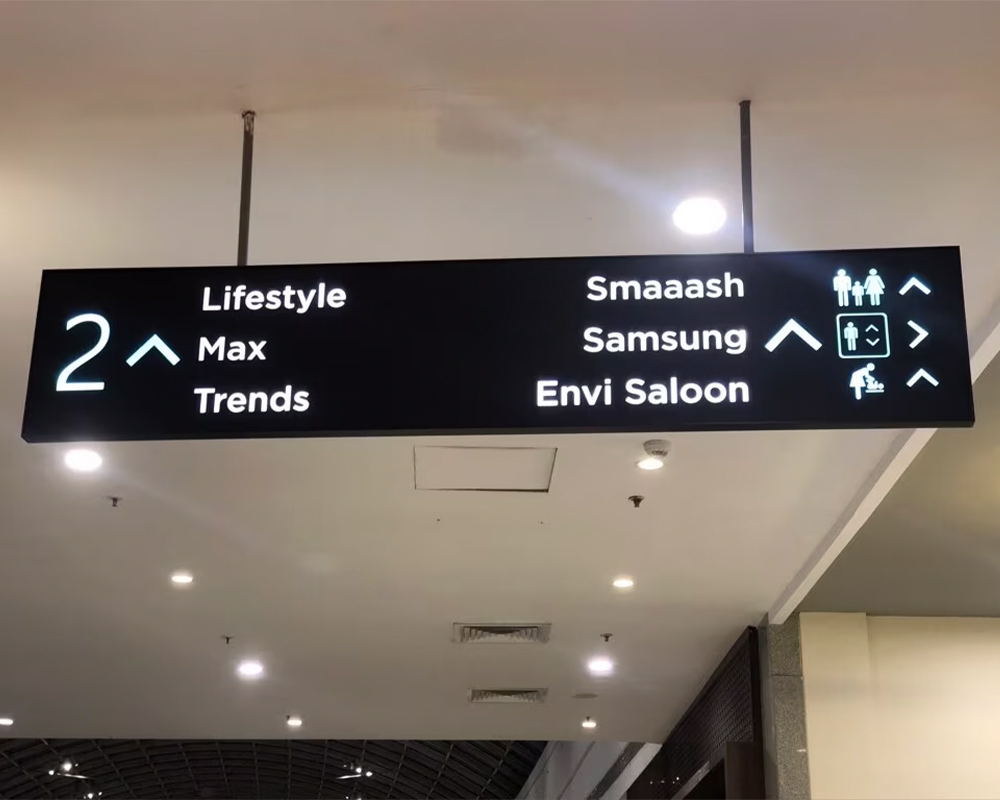 2
Lifestyle
Max
Trends
Smaaash
Samsung
Envi Saloon